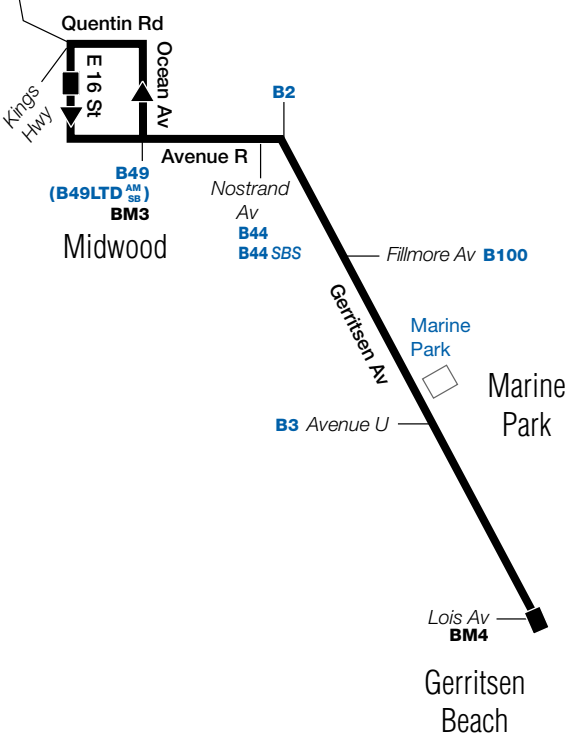 Quentin Rd
Ocean Av
E 16 St
Kings
Hwy
B2
Avenue R
B49
(B49LTD AM SB)
BM3
Midwood
Nostrand
Av
B44
B44 SBS
Fillmore Av B100
Gerritsen Av
Marine
Park
Marine
Park
B3 Avenue U
Lois Av
BM4
Gerritsen
Beach